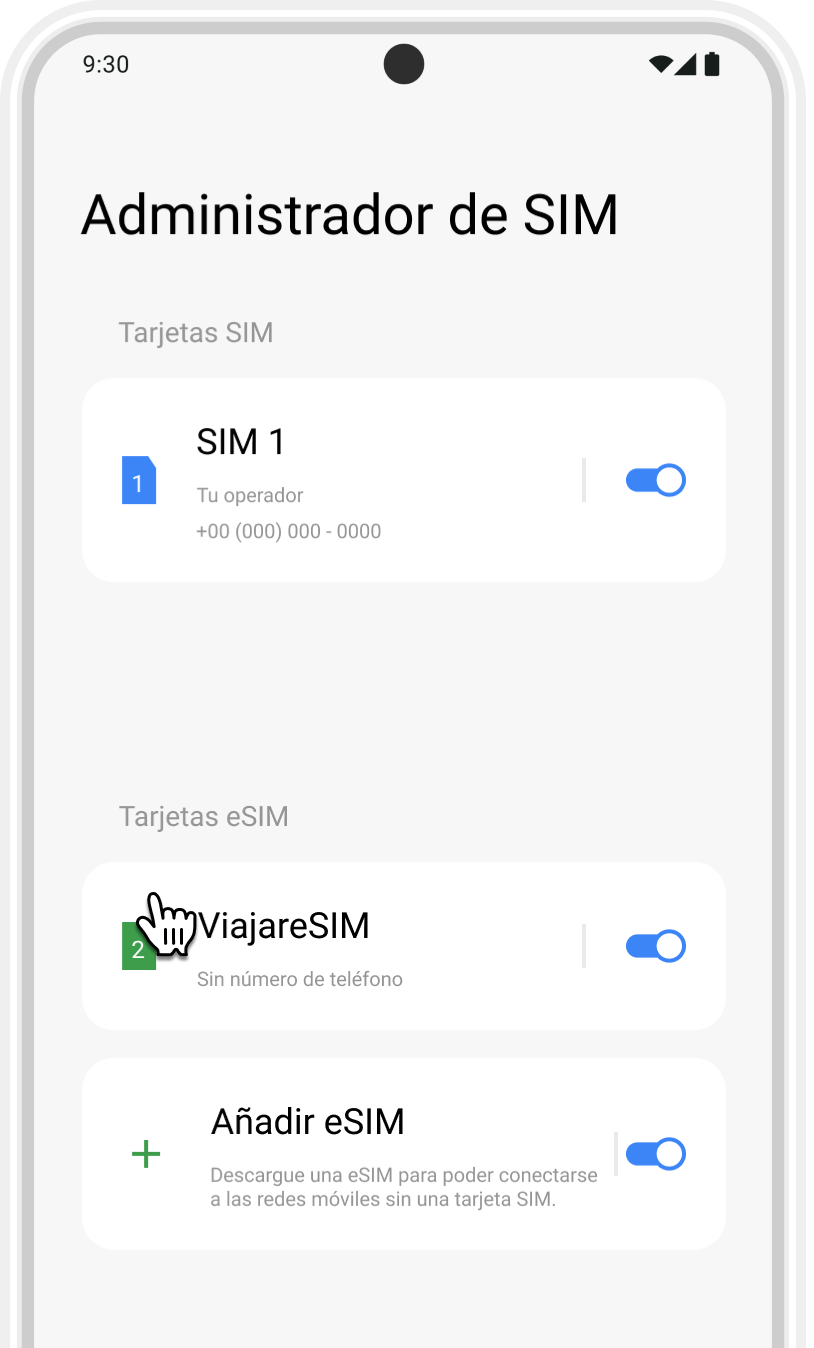 9:30
Administrador de SIM
Tarjetas SIM
1
SIM 1
Tu operador
+00 (000) 000 - 0000
Tarjetas eSIM
2
ViajareSIM
Sin número de teléfono
Añadir eSIM
Descargue una eSIM para poder conectarse
a las redes móviles sin una tarjeta SIM.